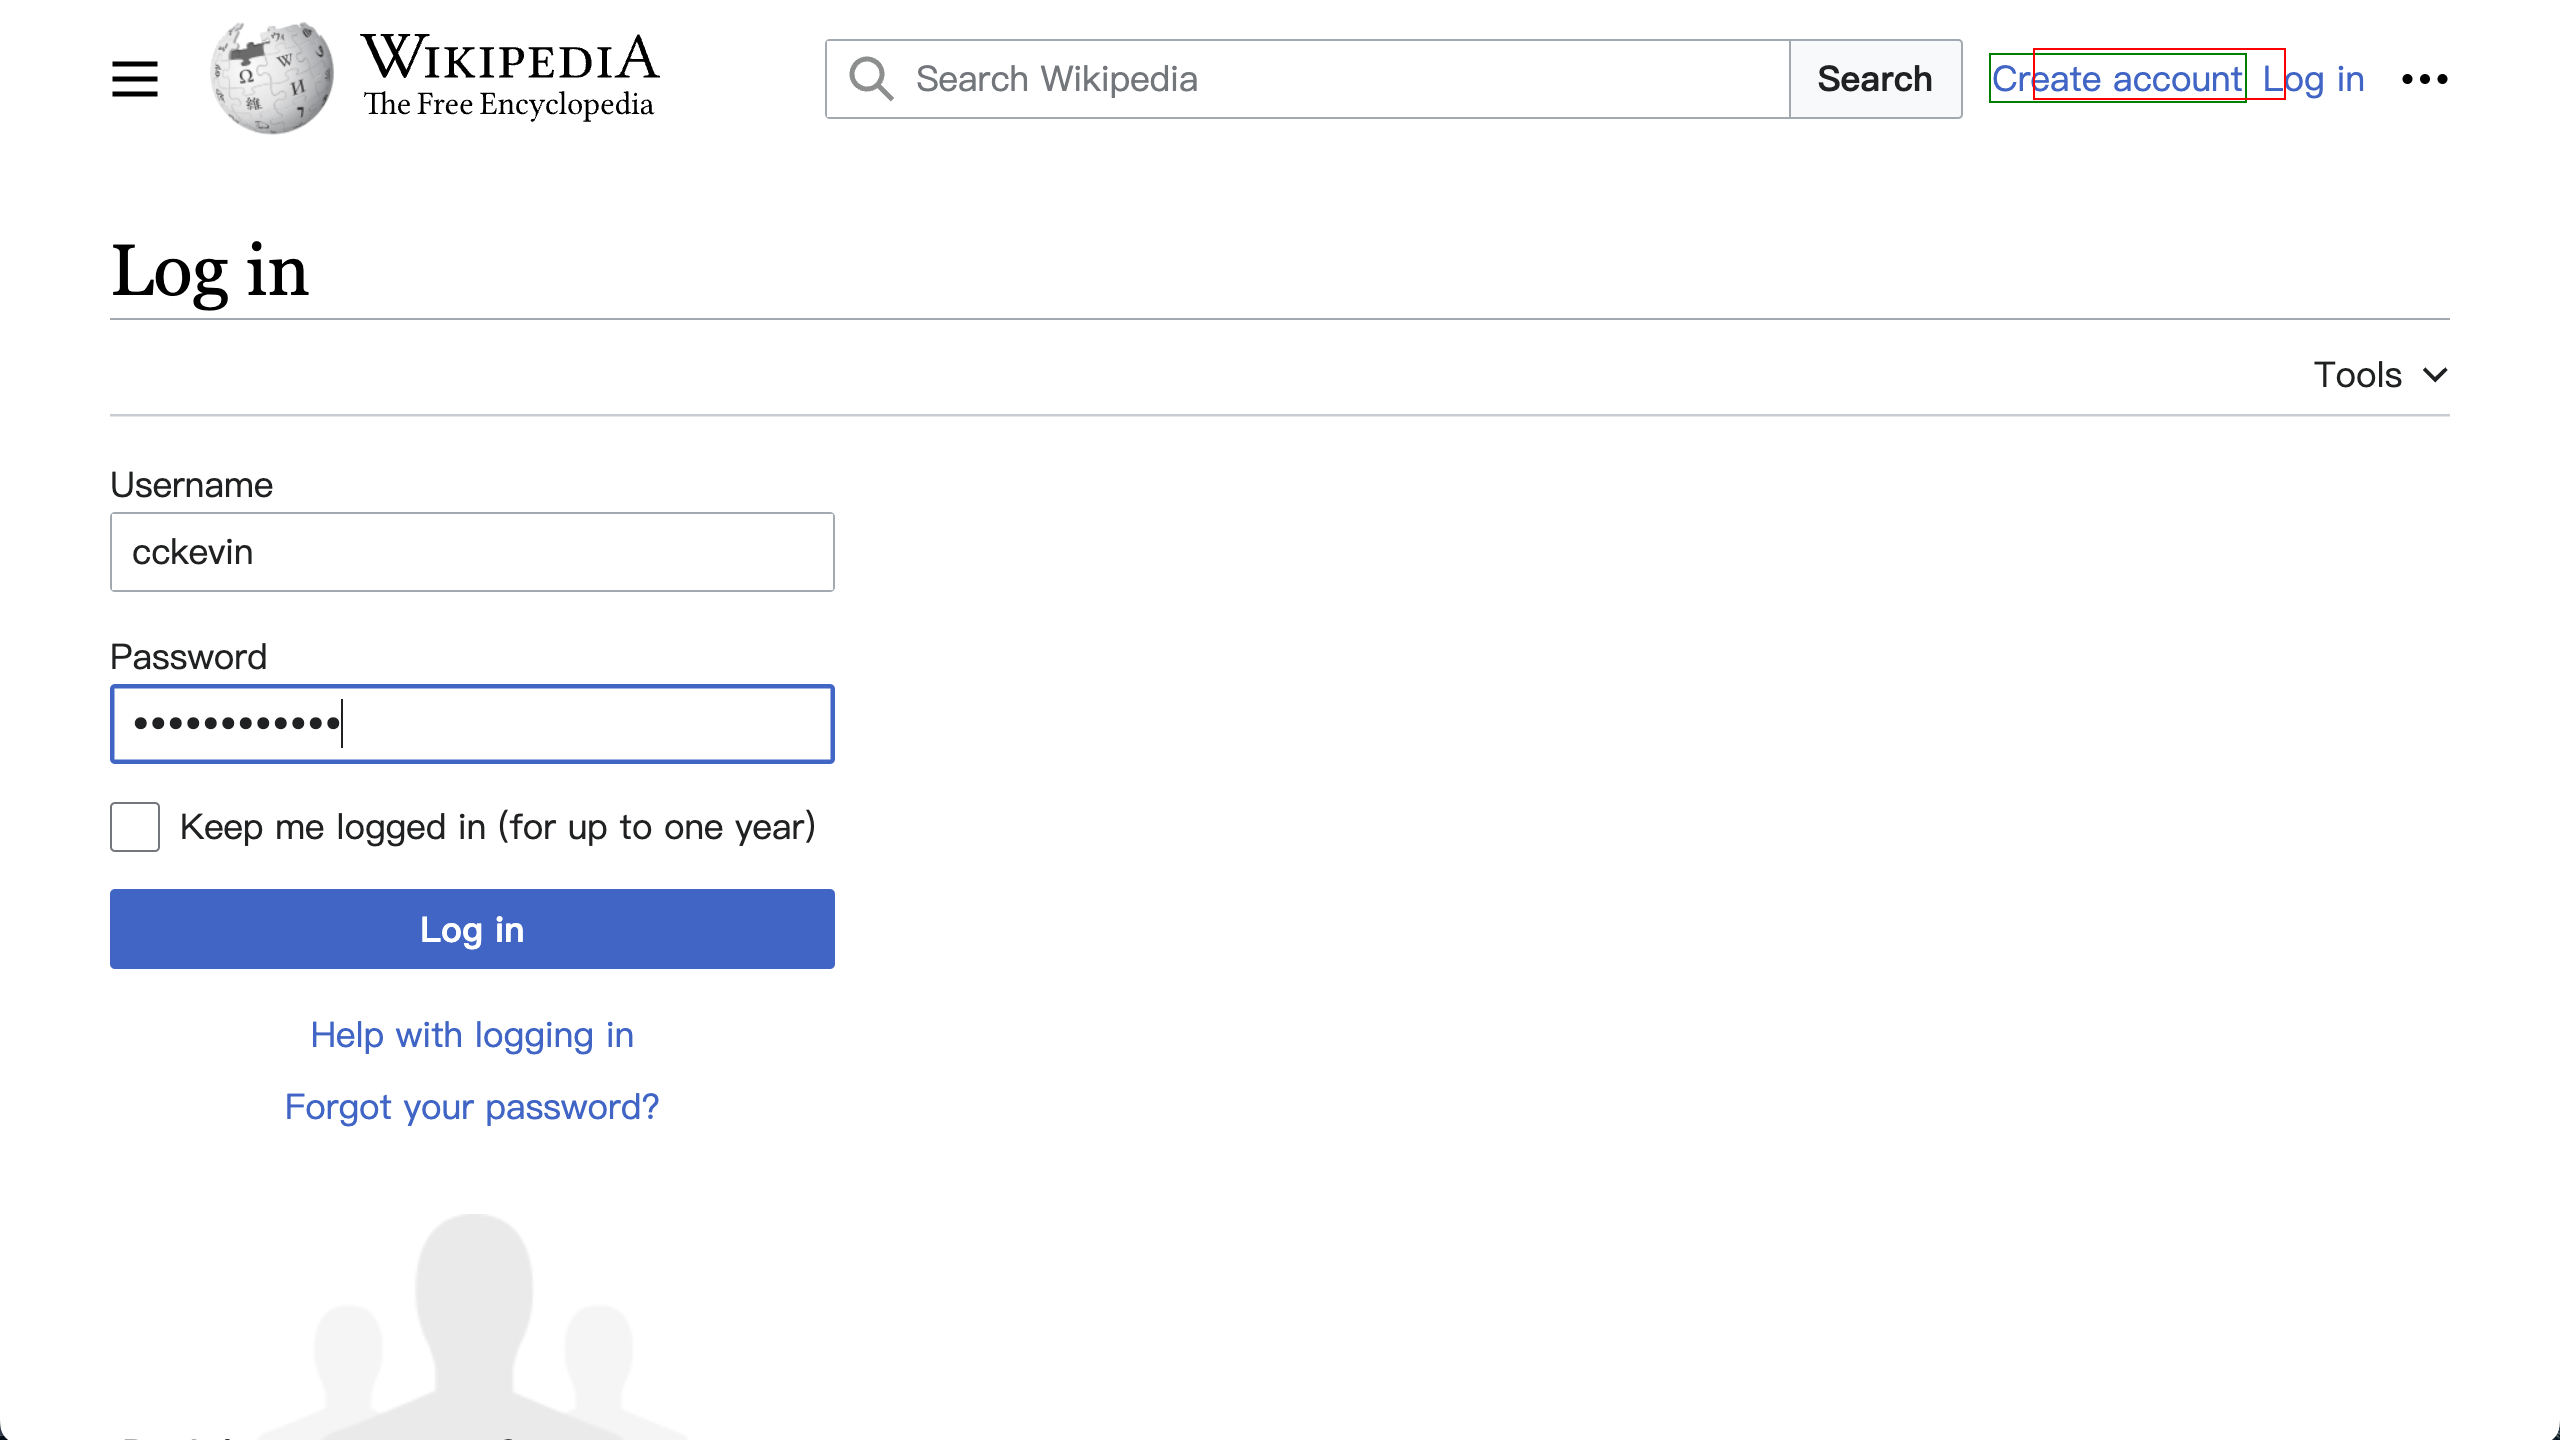 WIKIPEDIA
The Free Encyclopedia
Search Wikipedia
Search
Create account
Log in
Log in
Tools
Username
cckevin
Password
Keep me logged in (for up to one year)
Log in
Help with logging in
Forgot your password?